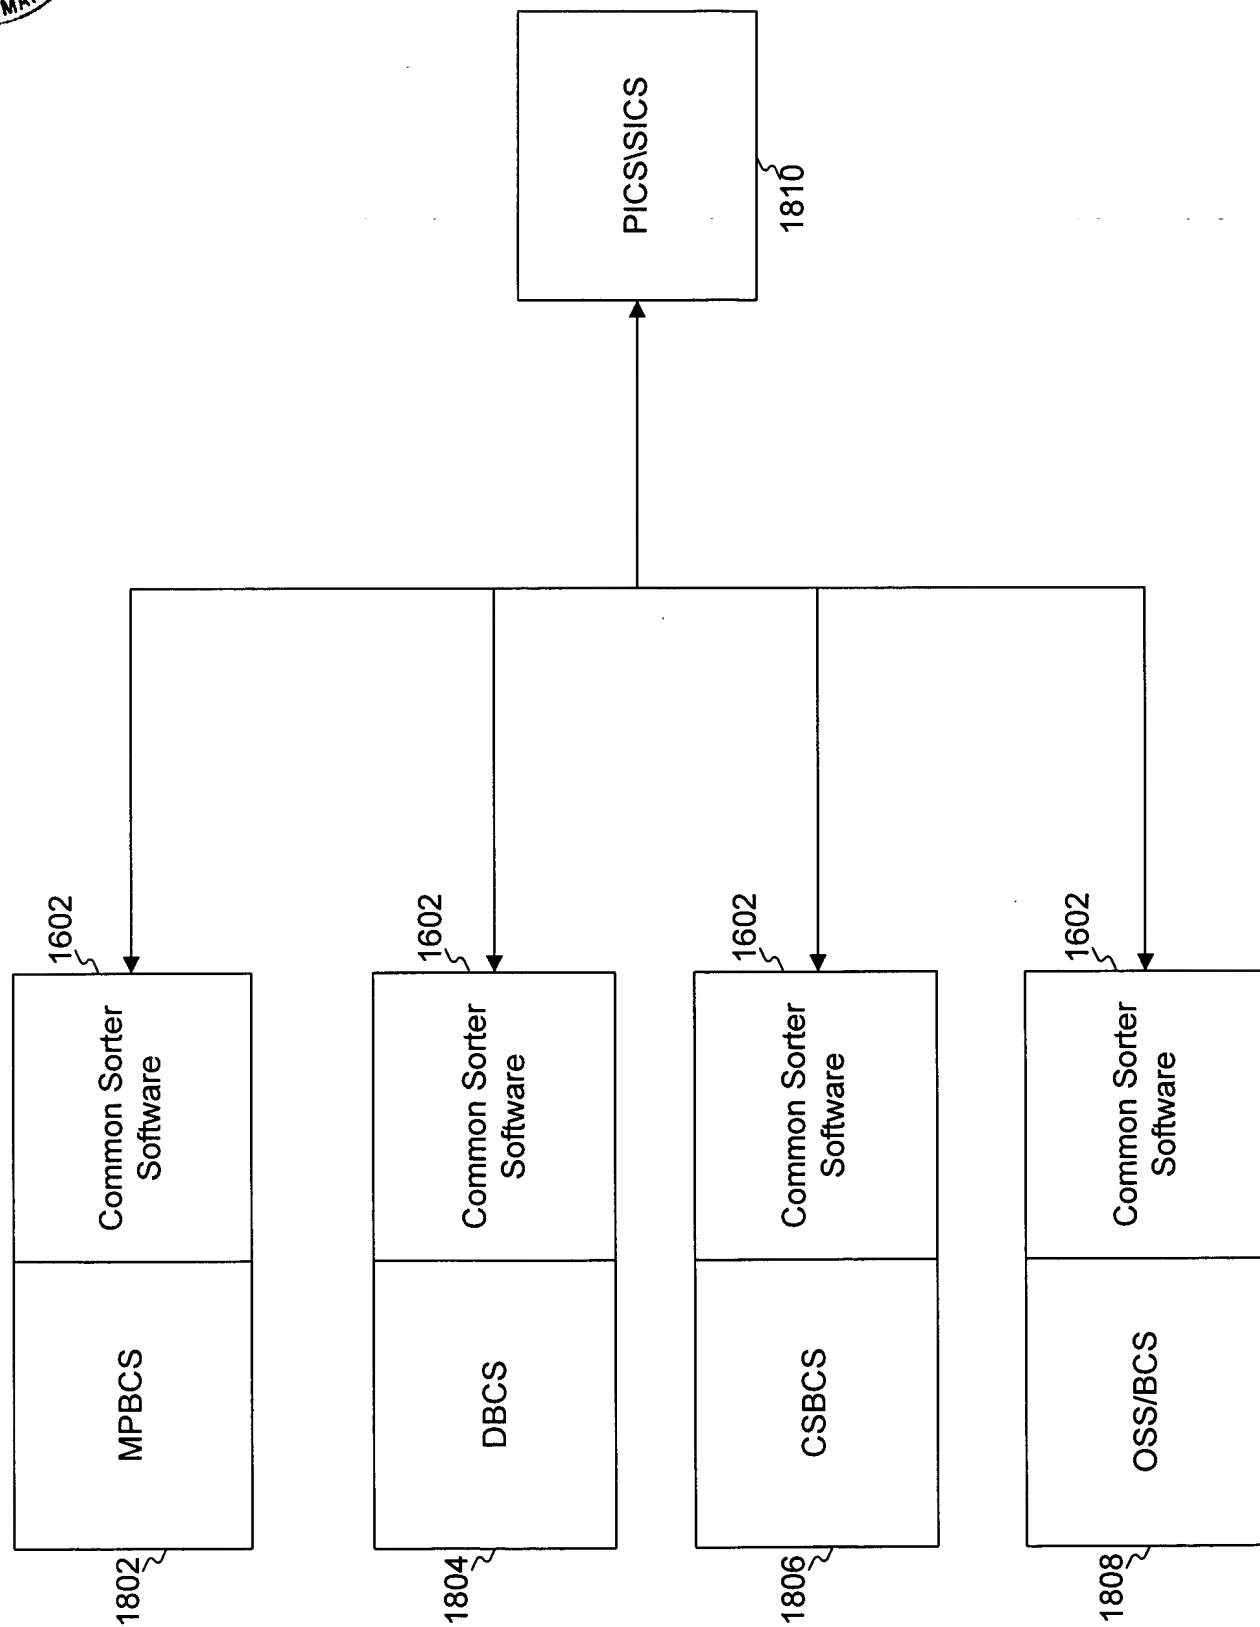 MPBCS
Common Sorter
Software
1802
1602
DBCS
Common Sorter
Software
1804
1602
CSBCS
Common Sorter
Software
1806
1602
OSS/BCS
Common Sorter
Software
1808
1602
PICS\SICS
1810